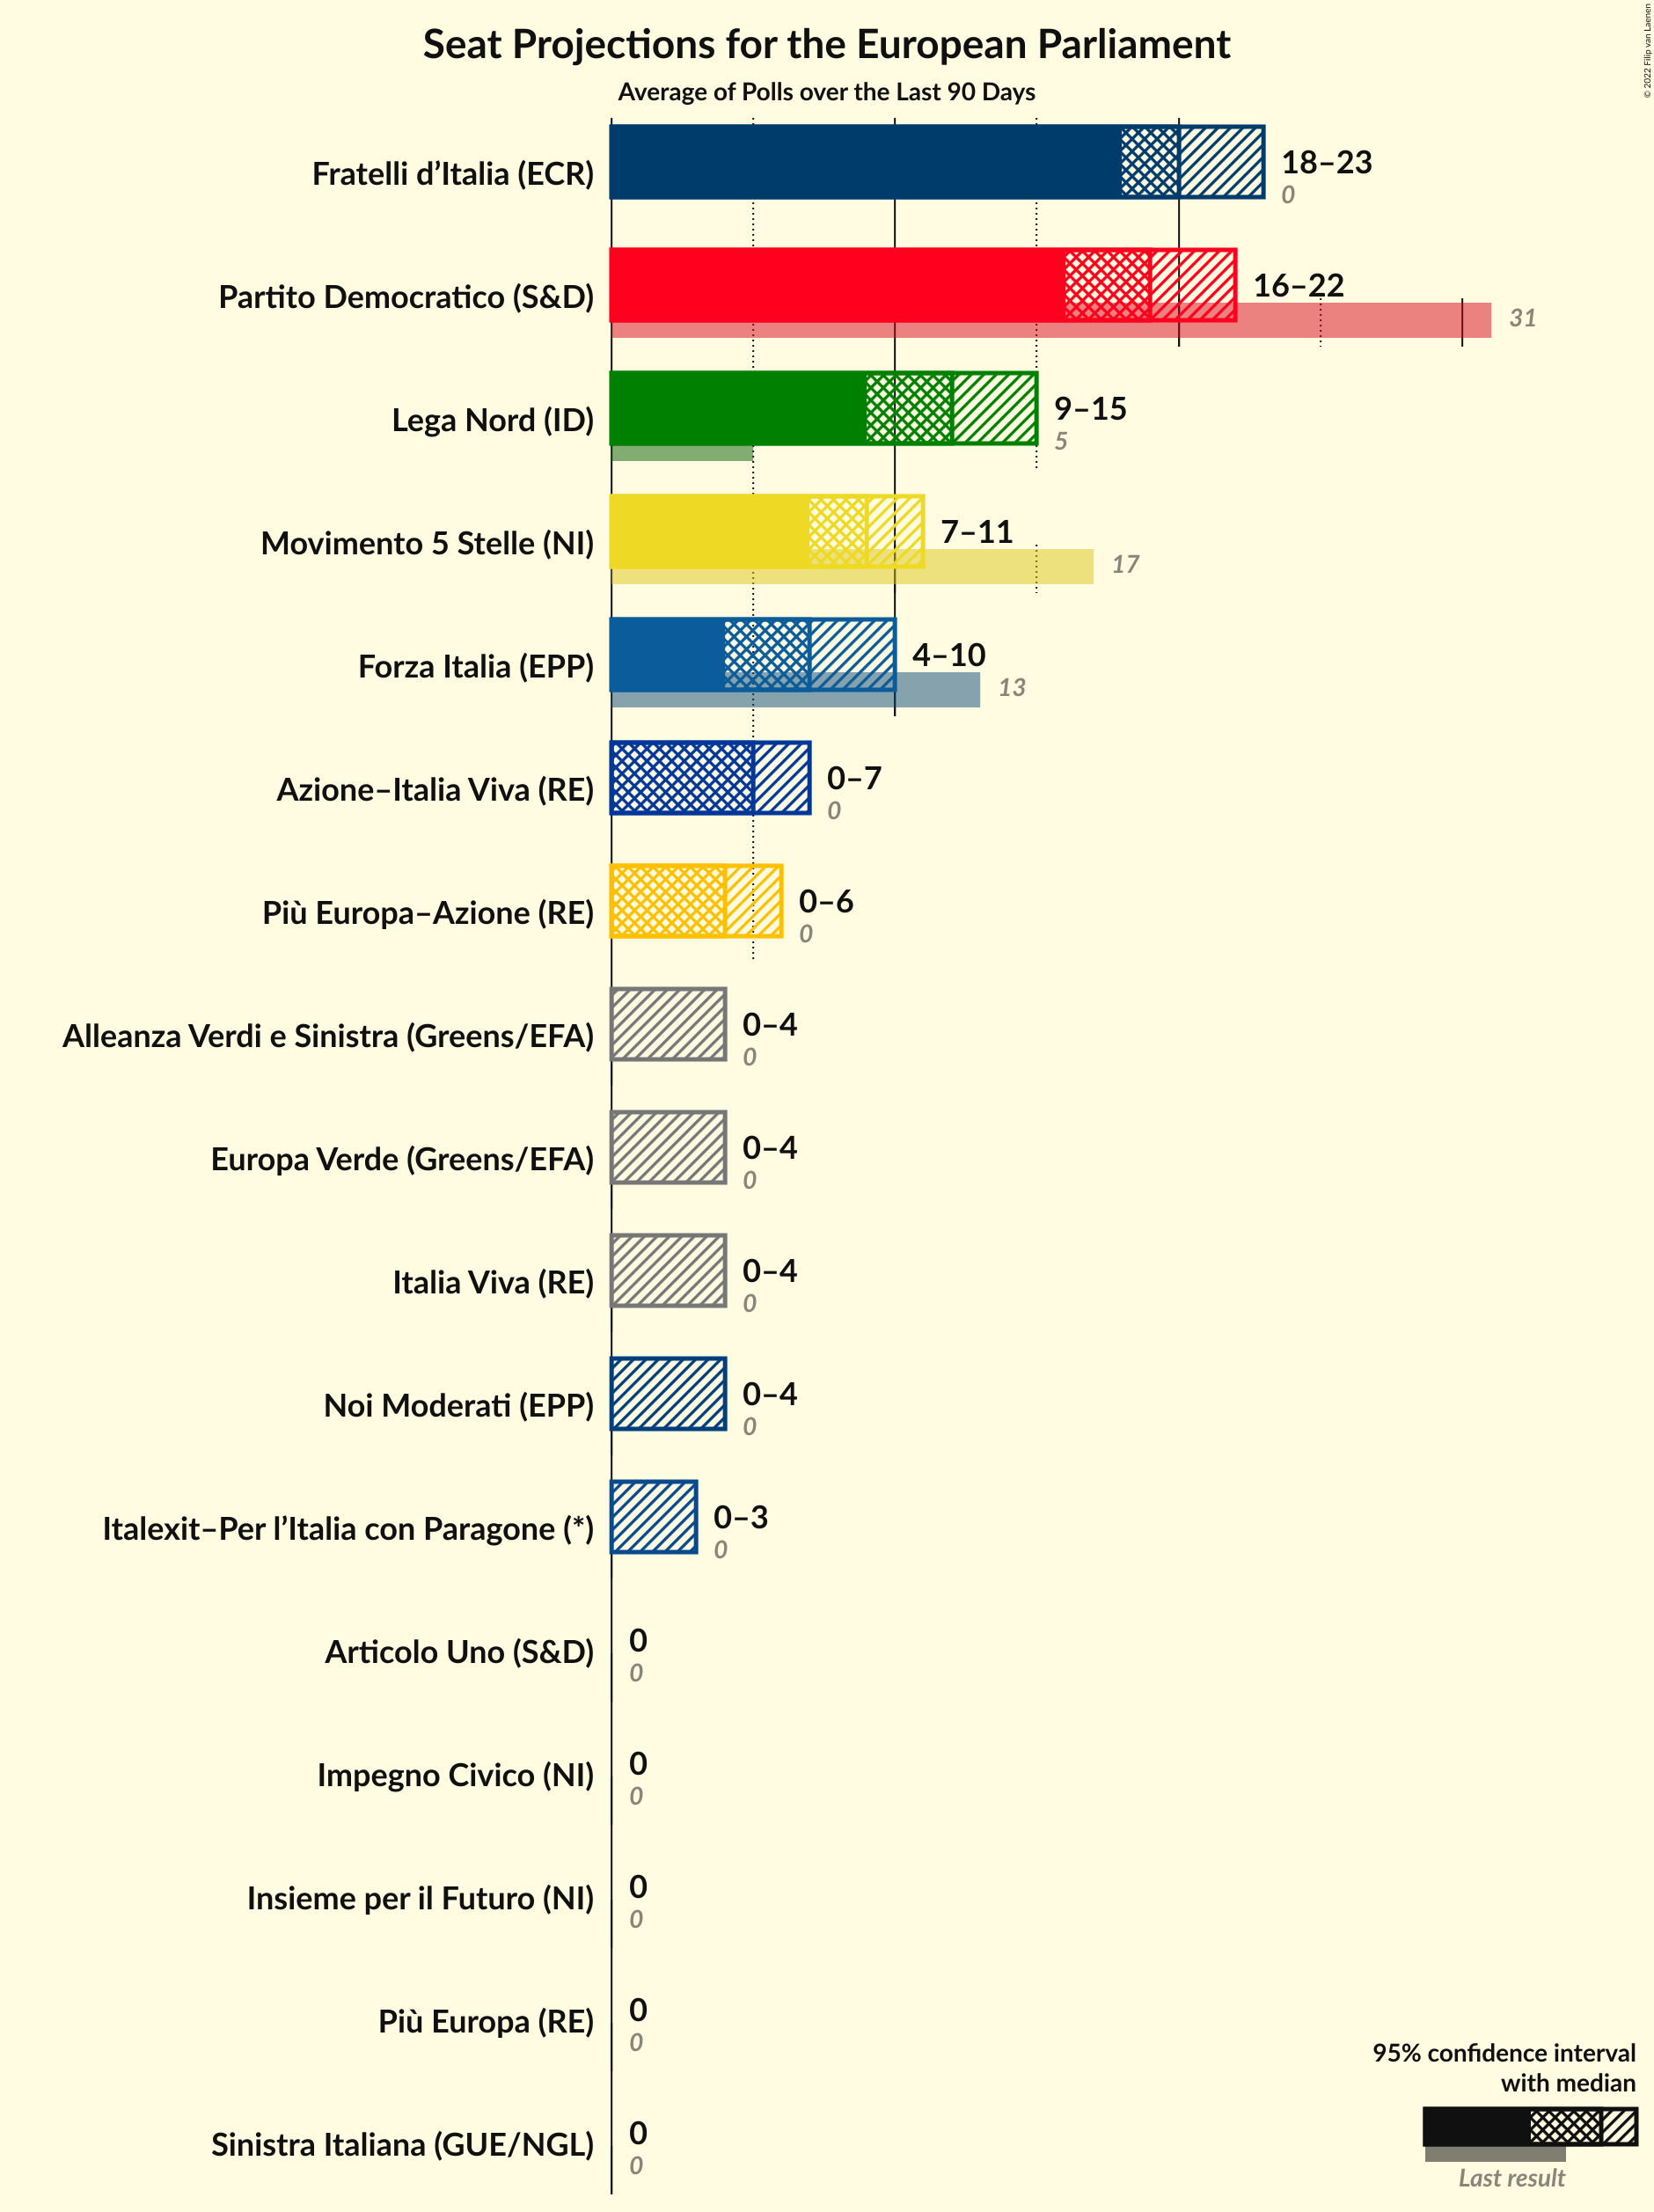 Seat Projections for the European Parliament
Average of Polls over the Last 90 Days
© 2022 Filip van Laenen
Fratelli d’Italia (ECR)
18–23
0
Partito Democratico (S&D)
16–22
31
Lega Nord (ID)
9–15
5
Movimento 5 Stelle (NI)
7–11
17
Forza Italia (EPP)
4–10
13
Azione–Italia Viva (RE)
0–7
0
Più Europa–Azione (RE)
0–6
0
Alleanza Verdi e Sinistra (Greens/EFA)
0–4
0
Europa Verde (Greens/EFA)
0–4
0
Italia Viva (RE)
0–4
0
Noi Moderati (EPP)
0–4
0
Italexit–Per l’Italia con Paragone (*)
0–3
0
Articolo Uno (S&D)
0
0
Impegno Civico (NI)
0
0
Insieme per il Futuro (NI)
0
0
Più Europa (RE)
0
0
Sinistra Italiana (GUE/NGL)
0
0
95% confidence interval
with median
Last result